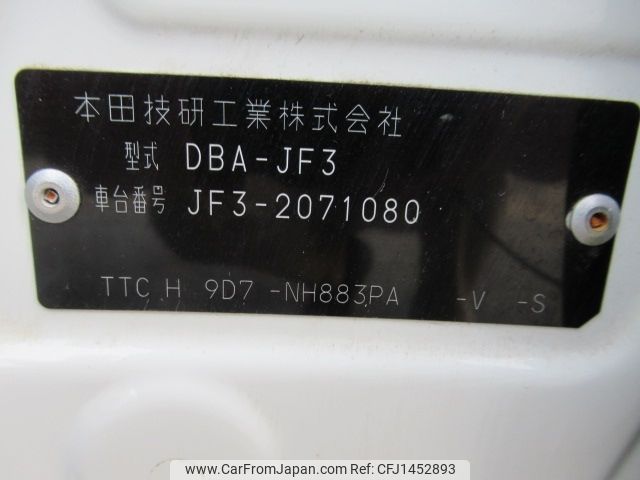 本田技研工業株式会社
型式 DBA-JF3
車台番号 JF3-2071080
TTC H 9D7 -NH883PA -V -S
www.CarFromJapan.com | CFJ1452893